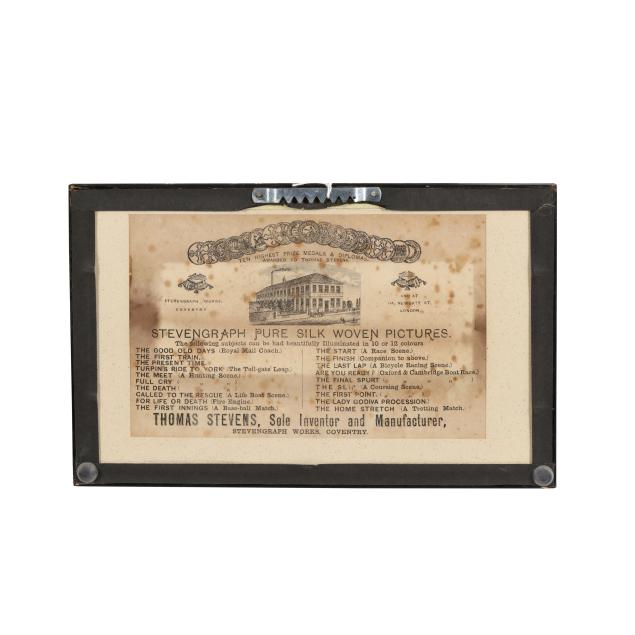 TEN HIGHEST PRIZE MEDALS & DIPLOMAS
AWARDED TO THOMAS STEVENS
STEVENGRAPH WORKS,
COVENTRY
AND AT
NEWGATE ST.
LONDON.
STEVENGRAPH PURE SILK WOVEN PICTURES.
The following subjects can be had beautifully Illuminated in 10 or 12 colours
THE GOOD OLD DAYS (Royal Mail Coach.)
THE FIRST TRAIN.
THE PRESENT TIME
TURPIN'S RIDE TO YORK (The Toll-gate Leap.)
THE MEET (A Hunting Scene.)
FULL CRY (
THE DEATH (
CALLED TO THE RESCUE (A Life Boat Scene.)
FOR LIFE OR DEATH (Fire Engine.)
THE FIRST INNINGS (A Base-ball Match.)
THE START (A Race Scene.)
THE FINISH (Companion to above.)
THE LAST LAP (A Bicycle Racing Scene.)
ARE YOU READY? (Oxford & Cambridge Boat Race.)
THE FINAL SPURT ( " " )
THE SLIP (A Coursing Scene.)
THE FIRST POINT. (
THE LADY GODIVA PROCESSION.
THE HOME STRETCH (A Trotting Match.)
THOMAS STEVENS, Sole Inventor and Manufacturer,
STEVENGRAPH WORKS, COVENTRY.